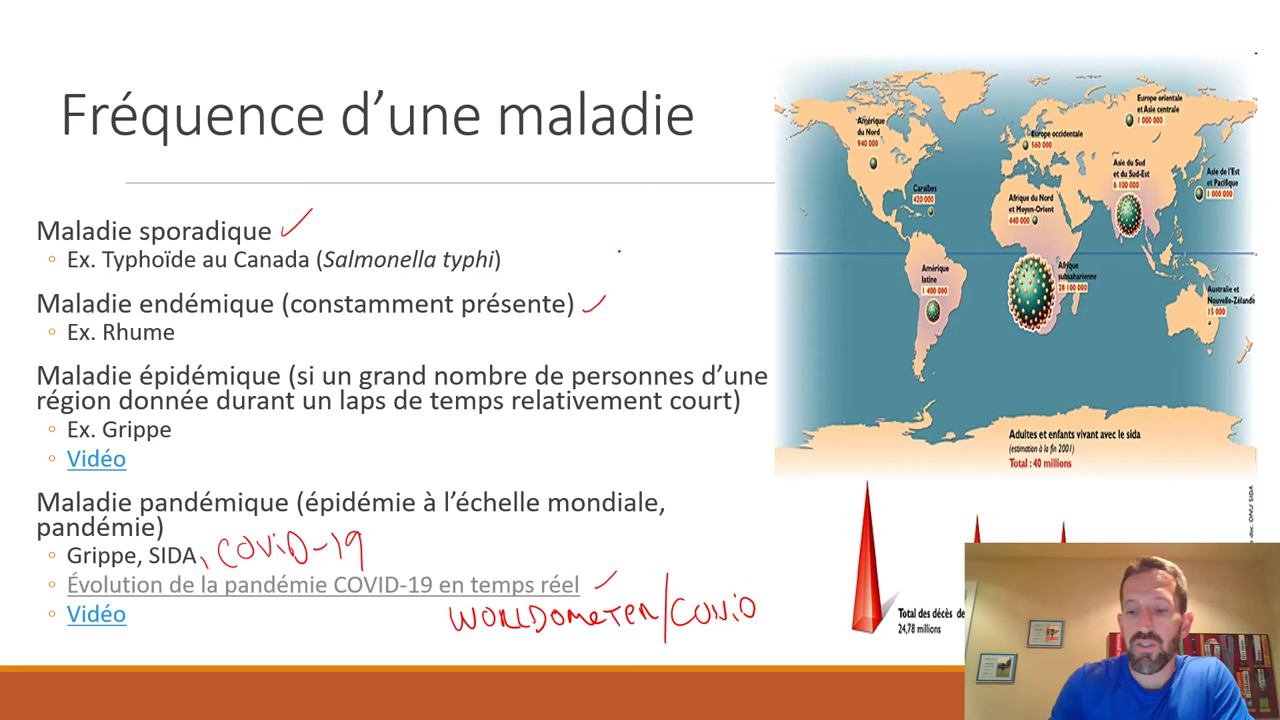 Fréquence d’une maladie
Maladie sporadique
Ex. Typhoïde au Canada (Salmonella typhi)
Maladie endémique (constamment présente)
Ex. Rhume
Maladie épidémique (si un grand nombre de personnes d’une
région donnée durant un laps de temps relativement court)
Ex. Grippe
Vidéo
Maladie pandémique (épidémie à l’échelle mondiale,
pandémie)
Grippe, SIDA, COViD-19
Évolution de la pandémie COVID-19 en temps réel
WORLDOMETER/COViD
Vidéo
Amérique
du Nord
940 000
Caraïbes
420 000
Amérique
latine
1 400 000
Europe occidentale
560 000
Afrique du Nord
et Moyen-Orient
440 000
Afrique
subsaharienne
28 100 000
Europe orientale
et Asie centrale
1 000 000
Asie du Sud
et du Sud-Est
6 100 000
Asie de l'Est
et Pacifique
1 000 000
Australie et
Nouvelle-Zélande
15 000
Adultes et enfants vivant avec le sida
(estimation à la fin 2001)
Total : 40 millions
Total des décès de
24,78 millions
doc. ONU SIDA